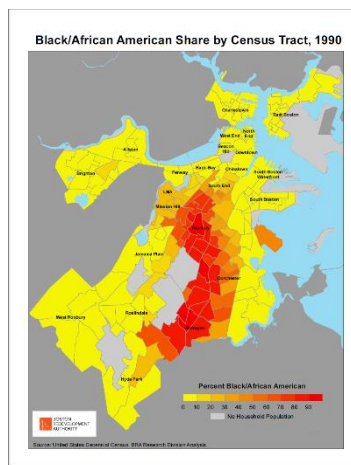 Black/African American Share by Census Tract, 1990
Charlestown
East Boston
North End
West End
Beacon Hill
Downtown
Allston
Brighton
Back Bay
Fenway
Chinatown
South Boston Waterfront
South End
LMA
South Boston
Mission Hill
Roxbury
Jamaica Plain
Dorchester
West Roxbury
Roslindale
Mattapan
Hyde Park
Percent Black/African American
0 10 20 30 40 50 60 70 80 90
No Household Population
BOSTON
REDEVELOPMENT
AUTHORITY
Source: United States Decennial Census, BRA Research Division Analysis.